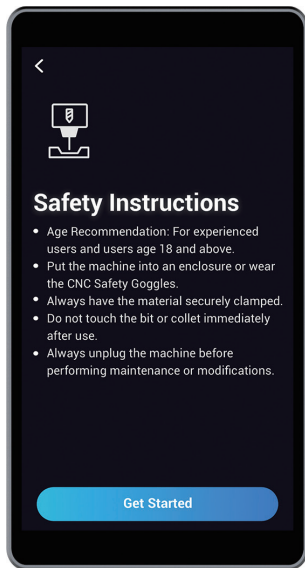 Safety Instructions
• Age Recommendation: For experienced
users and users age 18 and above.
• Put the machine into an enclosure or wear
the CNC Safety Goggles.
• Always have the material securely clamped.
• Do not touch the bit or collet immediately
after use.
• Always unplug the machine before
performing maintenance or modifications.
Get Started